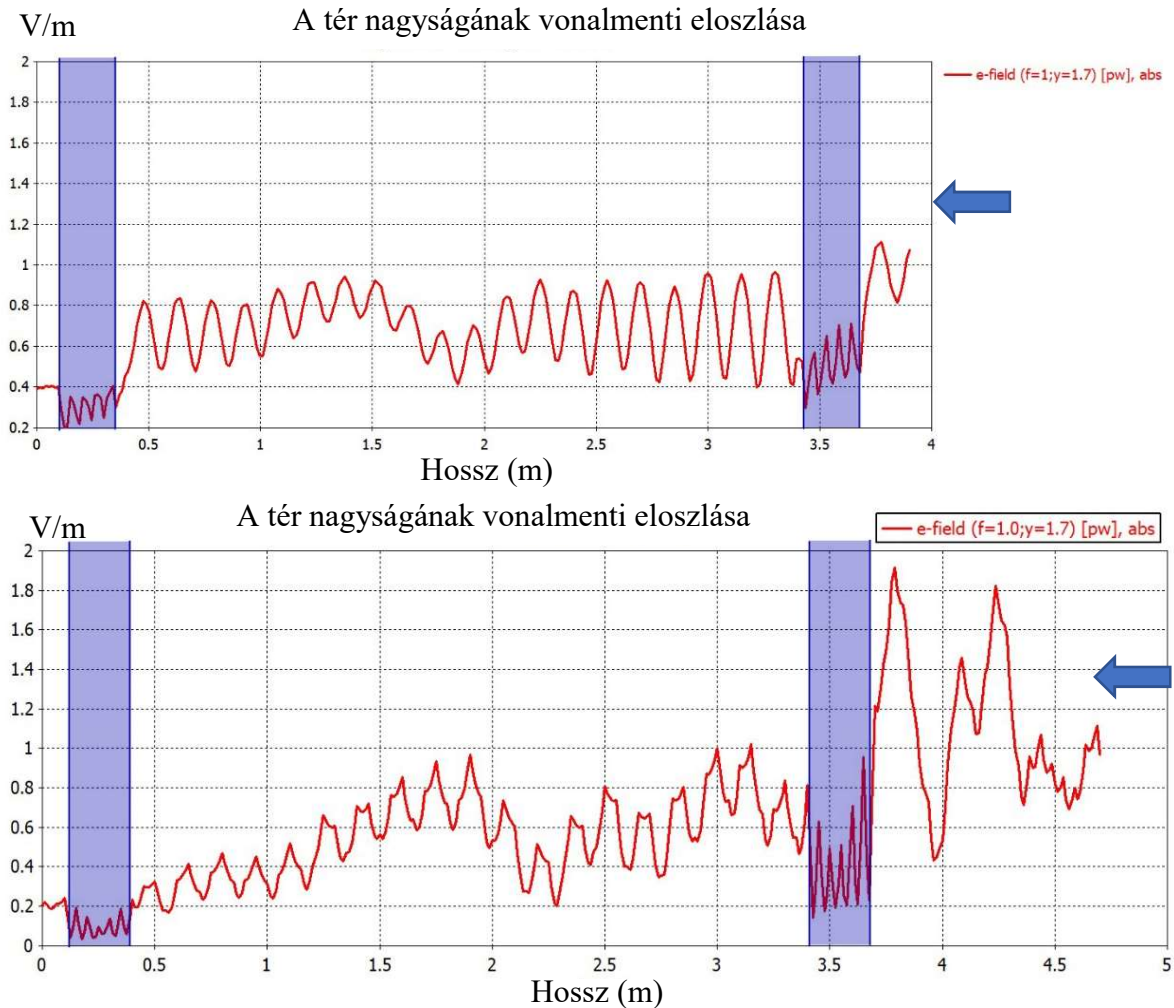 V/m
A tér nagyságának vonalmenti eloszlása
e-field (f=1;y=1.7) [pw], abs
2
1.8
1.6
1.4
1.2
1
0.8
0.6
0.4
0.2
0 0.5 1 1.5 2 2.5 3 3.5 4
Hossz (m)
V/m
A tér nagyságának vonalmenti eloszlása
e-field (f=1.0;y=1.7) [pw], abs
2
1.8
1.6
1.4
1.2
1
0.8
0.6
0.4
0.2
0
0 0.5 1 1.5 2 2.5 3 3.5 4 4.5 5
Hossz (m)